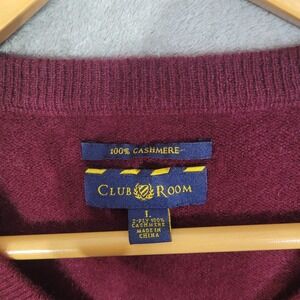 100% CASHMERE
CLUB ROOM
L
2-PLY 100%
CASHMERE
MADE IN
CHINA